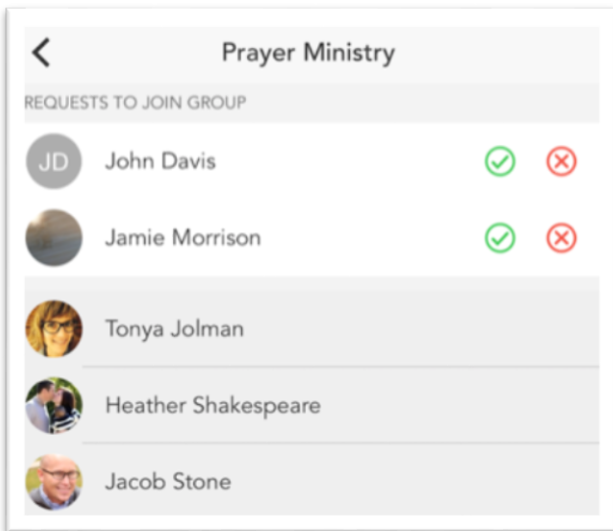 Prayer Ministry
REQUESTS TO JOIN GROUP
JD John Davis
Jamie Morrison
Tonya Jolman
Heather Shakespeare
Jacob Stone